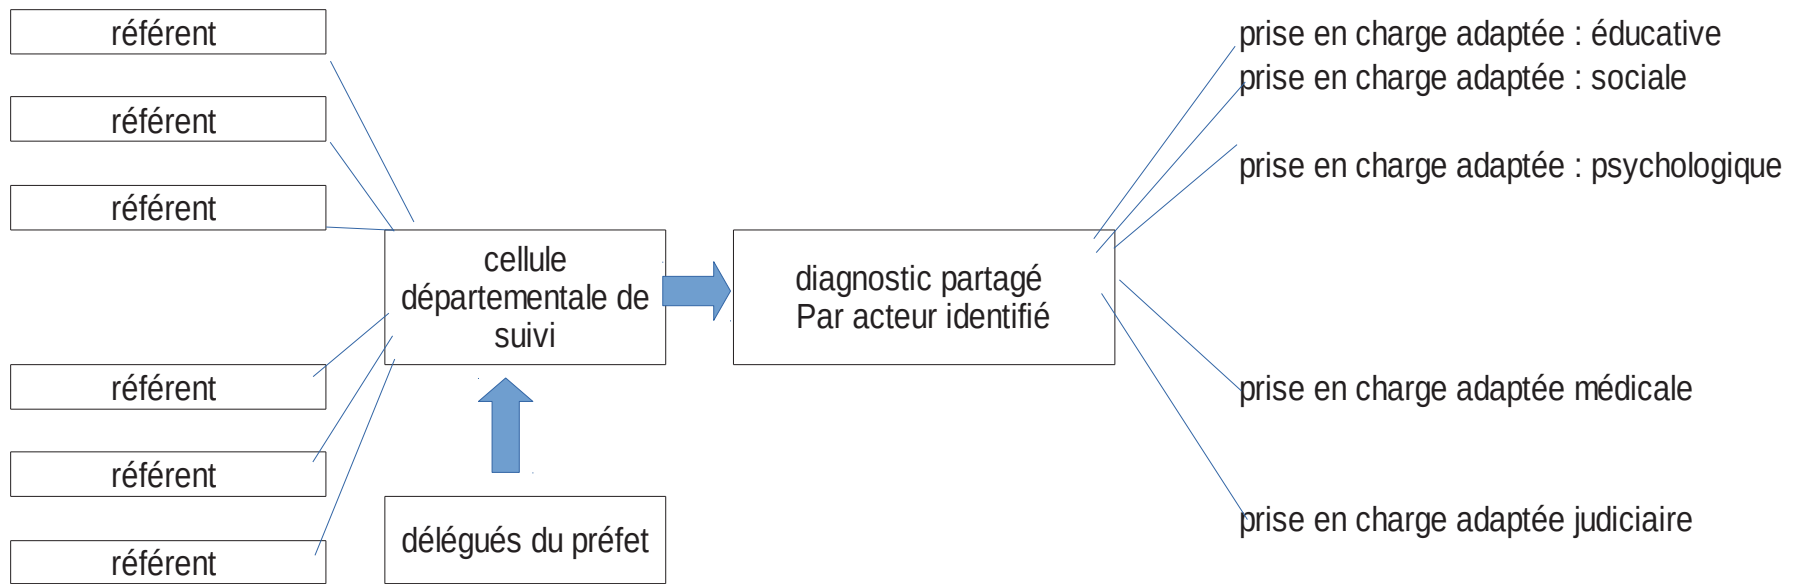 référent
référent
référent
référent
référent
référent
cellule
départementale de
suivi
délégués du préfet
diagnostic partagé
Par acteur identifié
prise en charge adaptée : éducative
prise en charge adaptée : sociale
prise en charge adaptée : psychologique
prise en charge adaptée médicale
prise en charge adaptée judiciaire